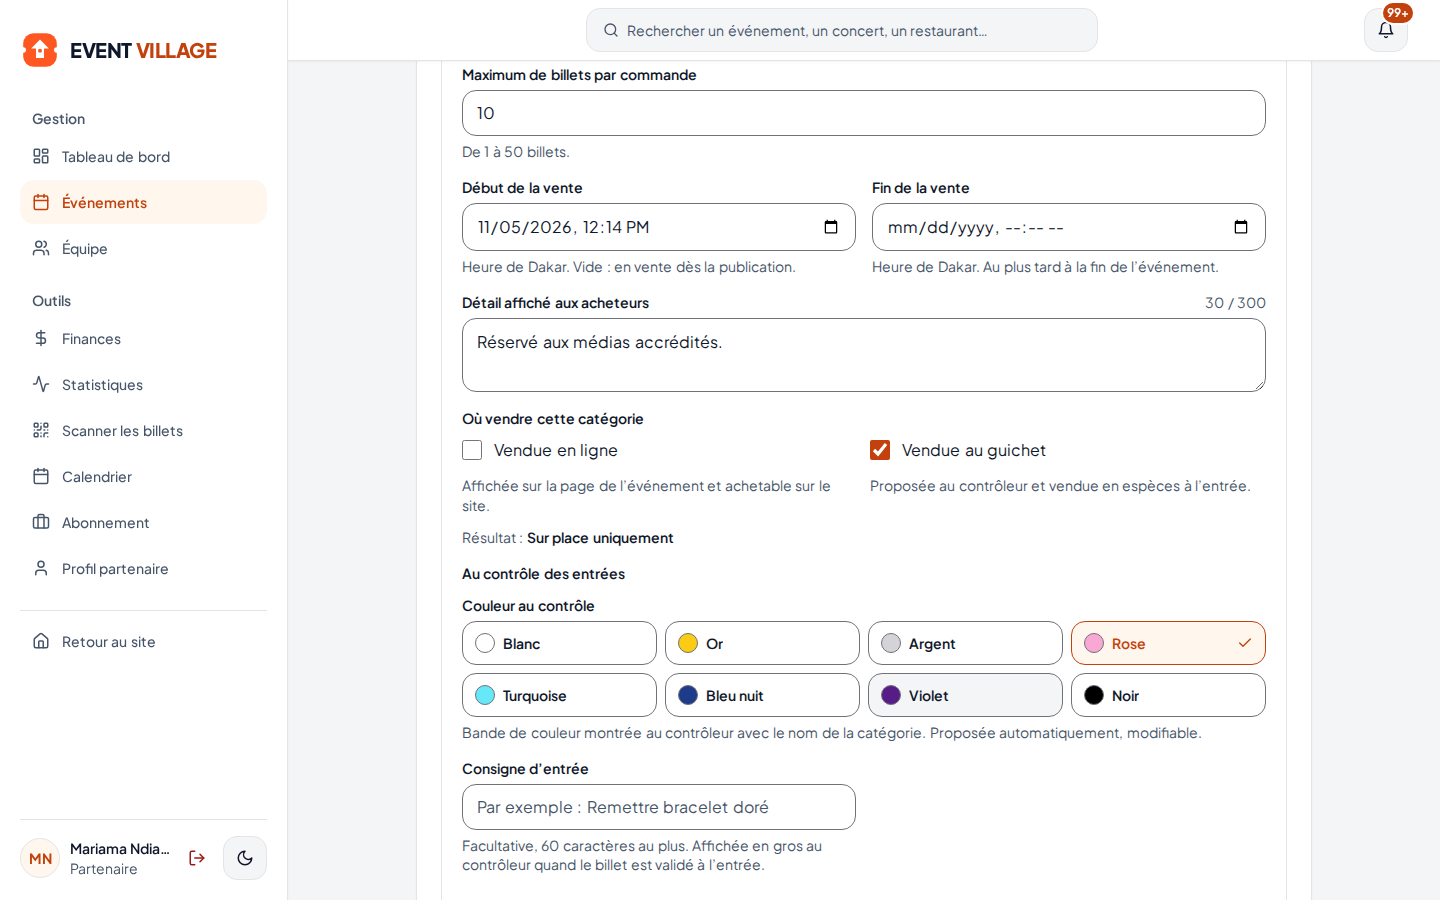 EVENT VILLAGE
Rechercher un événement, un concert, un restaurant…
99+
Gestion
Tableau de bord
Événements
Équipe
Outils
Finances
Statistiques
Scanner les billets
Calendrier
Abonnement
Profil partenaire
Retour au site
MN
Mariama Ndia…
Partenaire
Maximum de billets par commande
10
De 1 à 50 billets.
Début de la vente
Fin de la vente
11/05/2026, 12:14 PM
mm/dd/yyyy, --:-- --
Heure de Dakar. Vide : en vente dès la publication.
Heure de Dakar. Au plus tard à la fin de l’événement.
Détail affiché aux acheteurs
30 / 300
Réservé aux médias accrédités.
Où vendre cette catégorie
Vendue en ligne
Vendue au guichet
Affichée sur la page de l’événement et achetable sur le
site.
Proposée au contrôleur et vendue en espèces à l’entrée.
Résultat : Sur place uniquement
Au contrôle des entrées
Couleur au contrôle
Blanc
Or
Argent
Rose
Turquoise
Bleu nuit
Violet
Noir
Bande de couleur montrée au contrôleur avec le nom de la catégorie. Proposée automatiquement, modifiable.
Consigne d’entrée
Par exemple : Remettre bracelet doré
Facultative, 60 caractères au plus. Affichée en gros au
contrôleur quand le billet est validé à l’entrée.